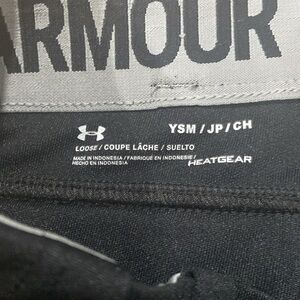 ARMOUR
YSM / JP / CH
LOOSE / COUPE LÂCHE / SUELTO
MADE IN INDONESIA / FABRIQUÉ EN INDONÉSIE /
HECHO EN INDONESIA
HEATGEAR